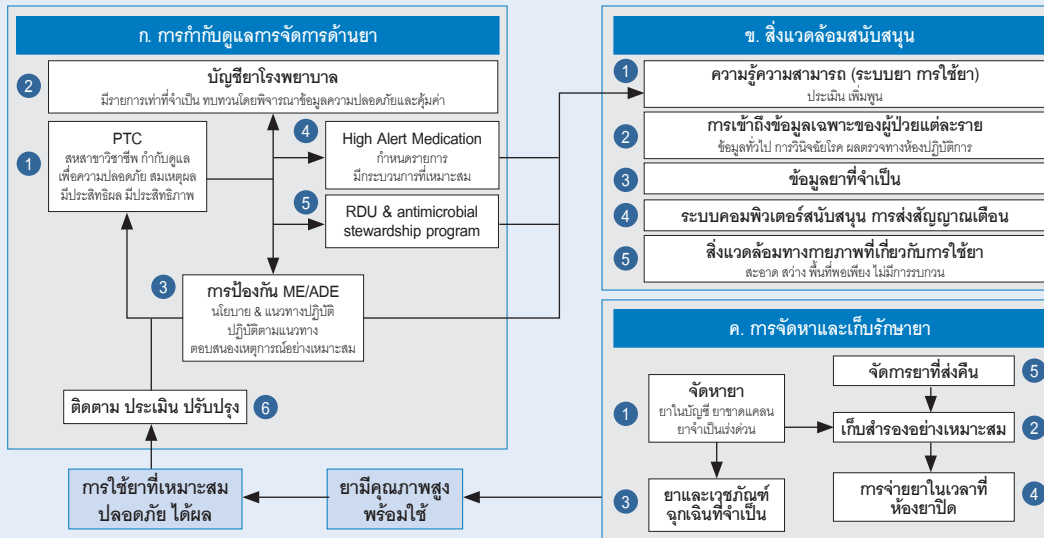 ก. การกำกับดูแลการจัดการด้านยา
2
บัญชียาโรงพยาบาล
มีรายการเท่าที่จำเป็น ทบทวนโดยพิจารณาข้อมูลความปลอดภัยและคุ้มค่า
1
PTC
สหสาขาวิชาชีพ กำกับดูแล
เพื่อความปลอดภัย สมเหตุผล
มีประสิทธิผล มีประสิทธิภาพ
4
High Alert Medication
กำหนดรายการ
มีกระบวนการที่เหมาะสม
5
RDU & antimicrobial
stewardship program
3
การป้องกัน ME/ADE
นโยบาย & แนวทางปฏิบัติ
ปฏิบัติตามแนวทาง
ตอบสนองเหตุการณ์อย่างเหมาะสม
ติดตาม ประเมิน ปรับปรุง
6
การใช้ยาที่เหมาะสม
ปลอดภัย ได้ผล
ยามีคุณภาพสูง
พร้อมใช้
ข. สิ่งแวดล้อมสนับสนุน
1
ความรู้ความสามารถ (ระบบยา การใช้ยา)
ประเมิน เพิ่มพูน
2
การเข้าถึงข้อมูลเฉพาะของผู้ป่วยแต่ละราย
ข้อมูลทั่วไป การวินิจฉัยโรค ผลตรวจทางห้องปฏิบัติการ
3
ข้อมูลยาที่จำเป็น
4
ระบบคอมพิวเตอร์สนับสนุน การส่งสัญญาณเตือน
5
สิ่งแวดล้อมทางกายภาพที่เกี่ยวกับการใช้ยา
สะอาด สว่าง พื้นที่พอเพียง ไม่มีการรบกวน
ค. การจัดหาและเก็บรักษายา
1
จัดหายา
ยาในบัญชี ยาขาดแคลน
ยาจำเป็นเร่งด่วน
จัดการยาที่ส่งคืน
5
เก็บสำรองอย่างเหมาะสม
2
3
ยาและเวชภัณฑ์
ฉุกเฉินที่จำเป็น
การจ่ายยาในเวลาที่
ห้องยาปิด
4